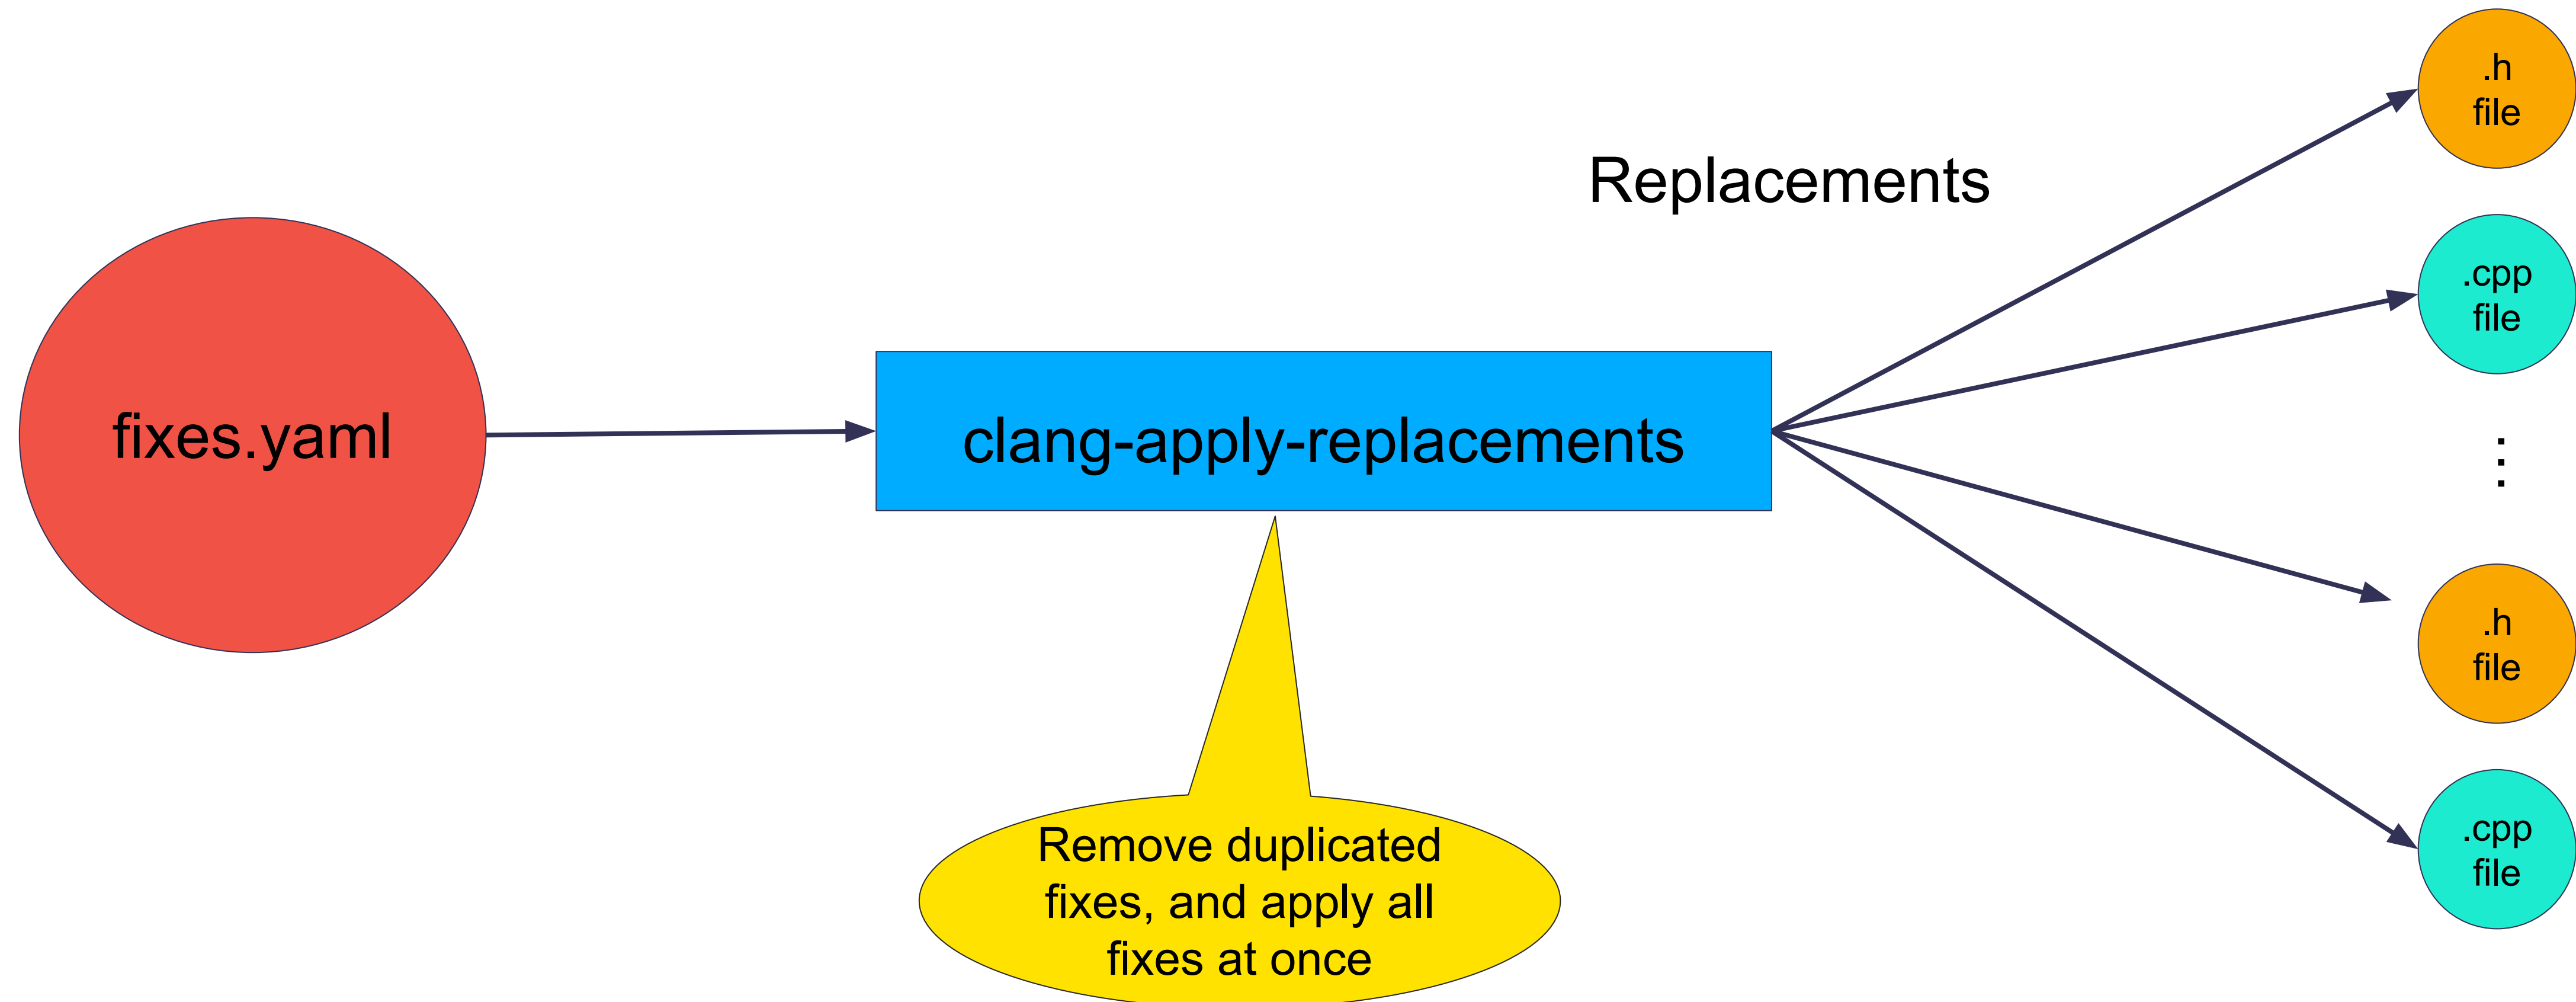 fixes.yaml
clang-apply-replacements
Remove duplicated
fixes, and apply all
fixes at once
Replacements
.h
file
.cpp
file
...
.h
file
.cpp
file